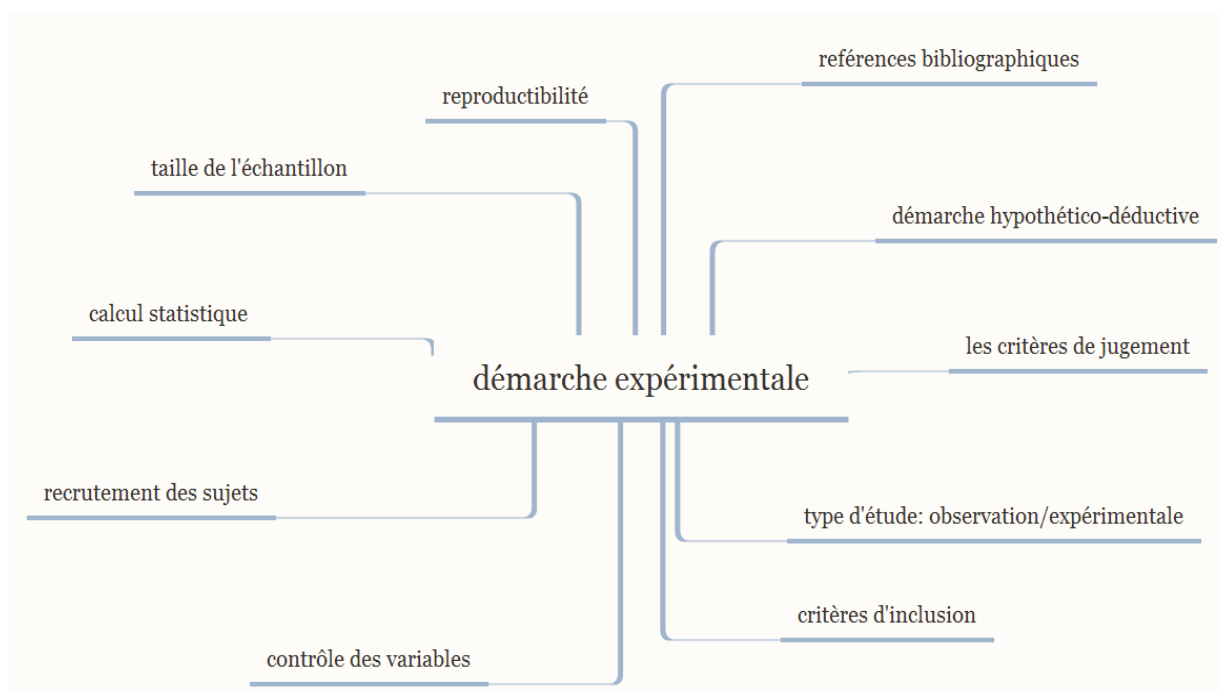 reférences bibliographiques
reproductibilité
taille de l'échantillon
démarche hypothético-déductive
calcul statistique
les critères de jugement
démarche expérimentale
recrutement des sujets
type d'étude: observation/expérimentale
critères d'inclusion
contrôle des variables